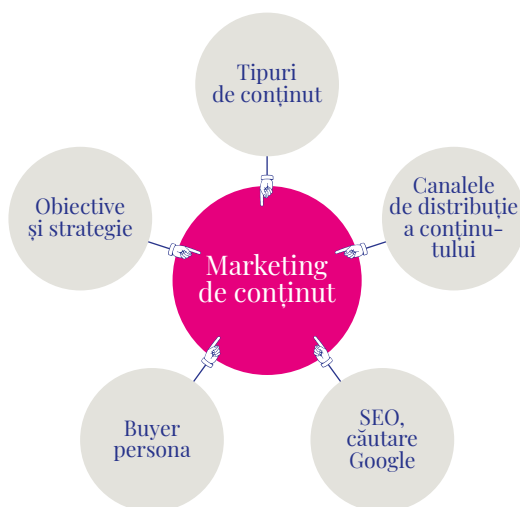 Tipuri
de conținut
Obiective
și strategie
Canalele
de distribuție
a conținu-
tului
Marketing
de conținut
Buyer
persona
SEO,
căutare
Google